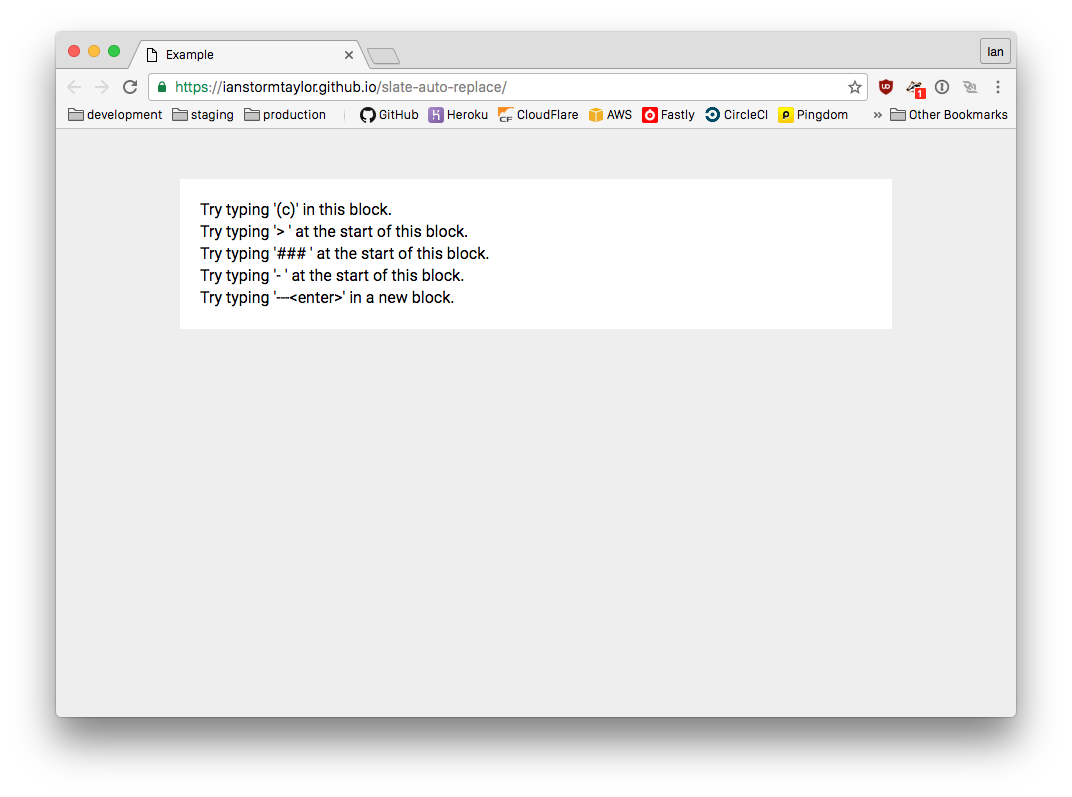 Example
Ian
https://ianstormtaylor.github.io/slate-auto-replace/
1
development staging production GitHub Heroku CloudFlare AWS Fastly CircleCI Pingdom » Other Bookmarks
Try typing '(c)' in this block.
Try typing '> ' at the start of this block.
Try typing '### ' at the start of this block.
Try typing '- ' at the start of this block.
Try typing '---<enter>' in a new block.